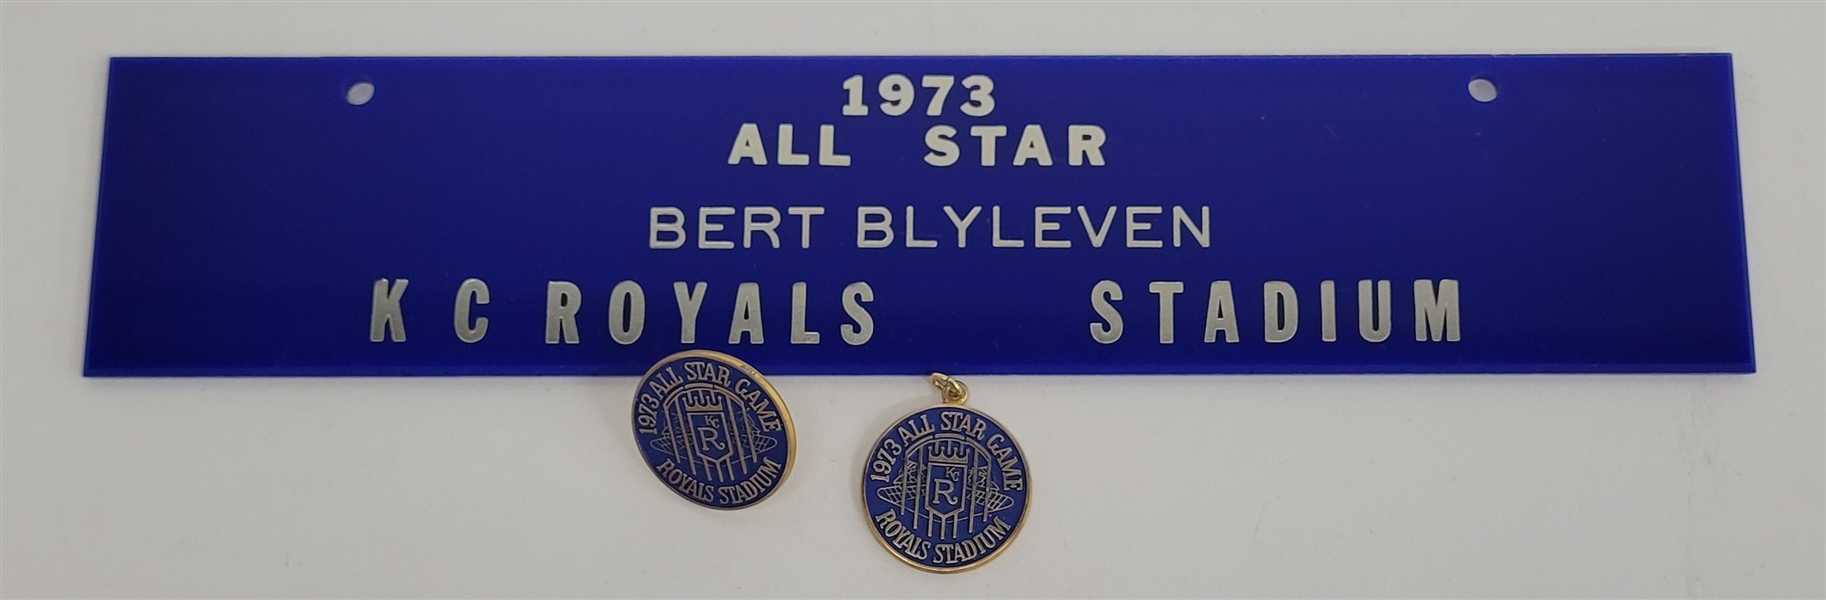 1973
ALL STAR
BERT BLYLEVEN
K C ROYALS STADIUM
1973 ALL STAR GAME
KC
R
ROYALS STADIUM
1973 ALL STAR GAME
KC
R
ROYALS STADIUM